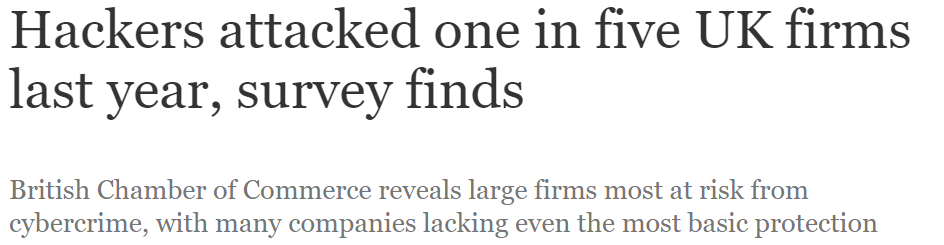 Hackers attacked one in five UK firms
last year, survey finds
British Chamber of Commerce reveals large firms most at risk from
cybercrime, with many companies lacking even the most basic protection